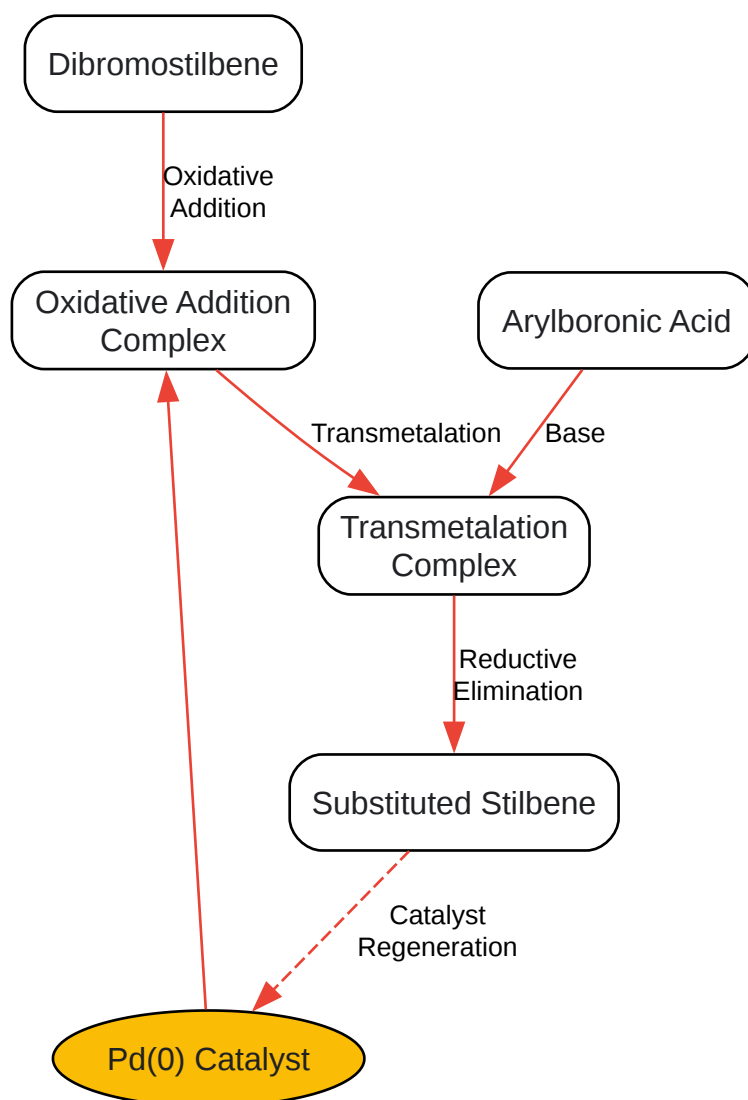 Dibromostilbene
Oxidative
Addition
Oxidative Addition
Complex
Arylboronic Acid
Transmetalation
Base
Transmetalation
Complex
Reductive
Elimination
Substituted Stilbene
Catalyst
Regeneration
Pd(0) Catalyst